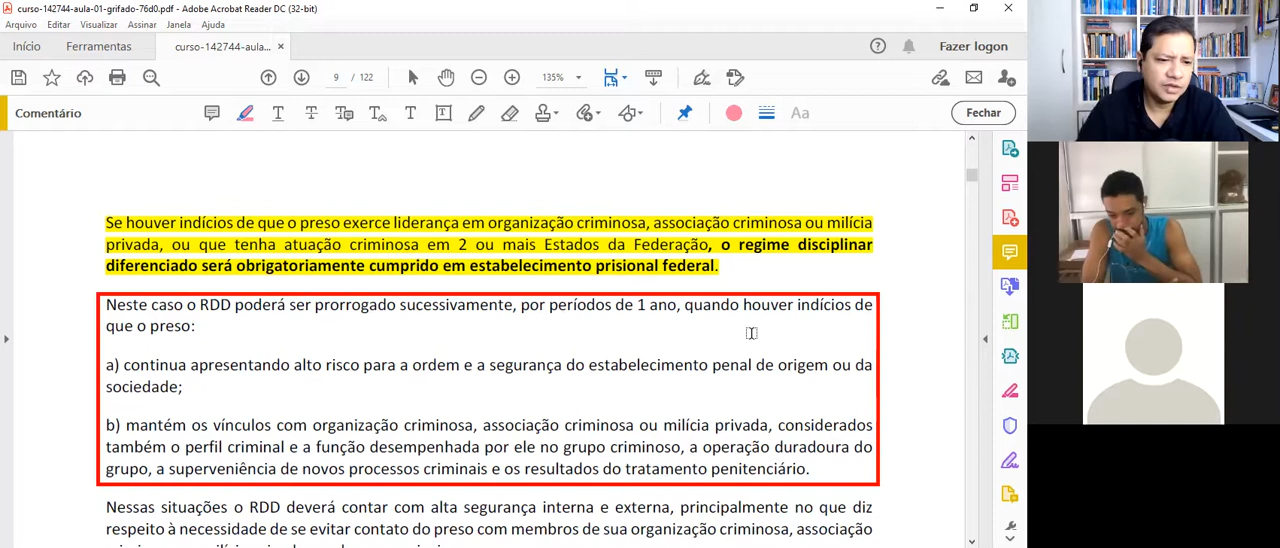 curso-142744-aula-01-grifado-76d0.pdf - Adobe Acrobat Reader DC (32-bit)
Arquivo Editar Visualizar Assinar Janela Ajuda
Início Ferramentas curso-142744-aula... × Fazer logon
9 / 122 135%
Comentário Aa Fechar
Se houver indícios de que o preso exerce liderança em organização criminosa, associação criminosa ou milícia
privada, ou que tenha atuação criminosa em 2 ou mais Estados da Federação, o regime disciplinar
diferenciado será obrigatoriamente cumprido em estabelecimento prisional federal.
Neste caso o RDD poderá ser prorrogado sucessivamente, por períodos de 1 ano, quando houver indícios de
que o preso:
a) continua apresentando alto risco para a ordem e a segurança do estabelecimento penal de origem ou da
sociedade;
b) mantém os vínculos com organização criminosa, associação criminosa ou milícia privada, considerados
também o perfil criminal e a função desempenhada por ele no grupo criminoso, a operação duradoura do
grupo, a superveniência de novos processos criminais e os resultados do tratamento penitenciário.
Nessas situações o RDD deverá contar com alta segurança interna e externa, principalmente no que diz
respeito à necessidade de se evitar contato do preso com membros de sua organização criminosa, associação